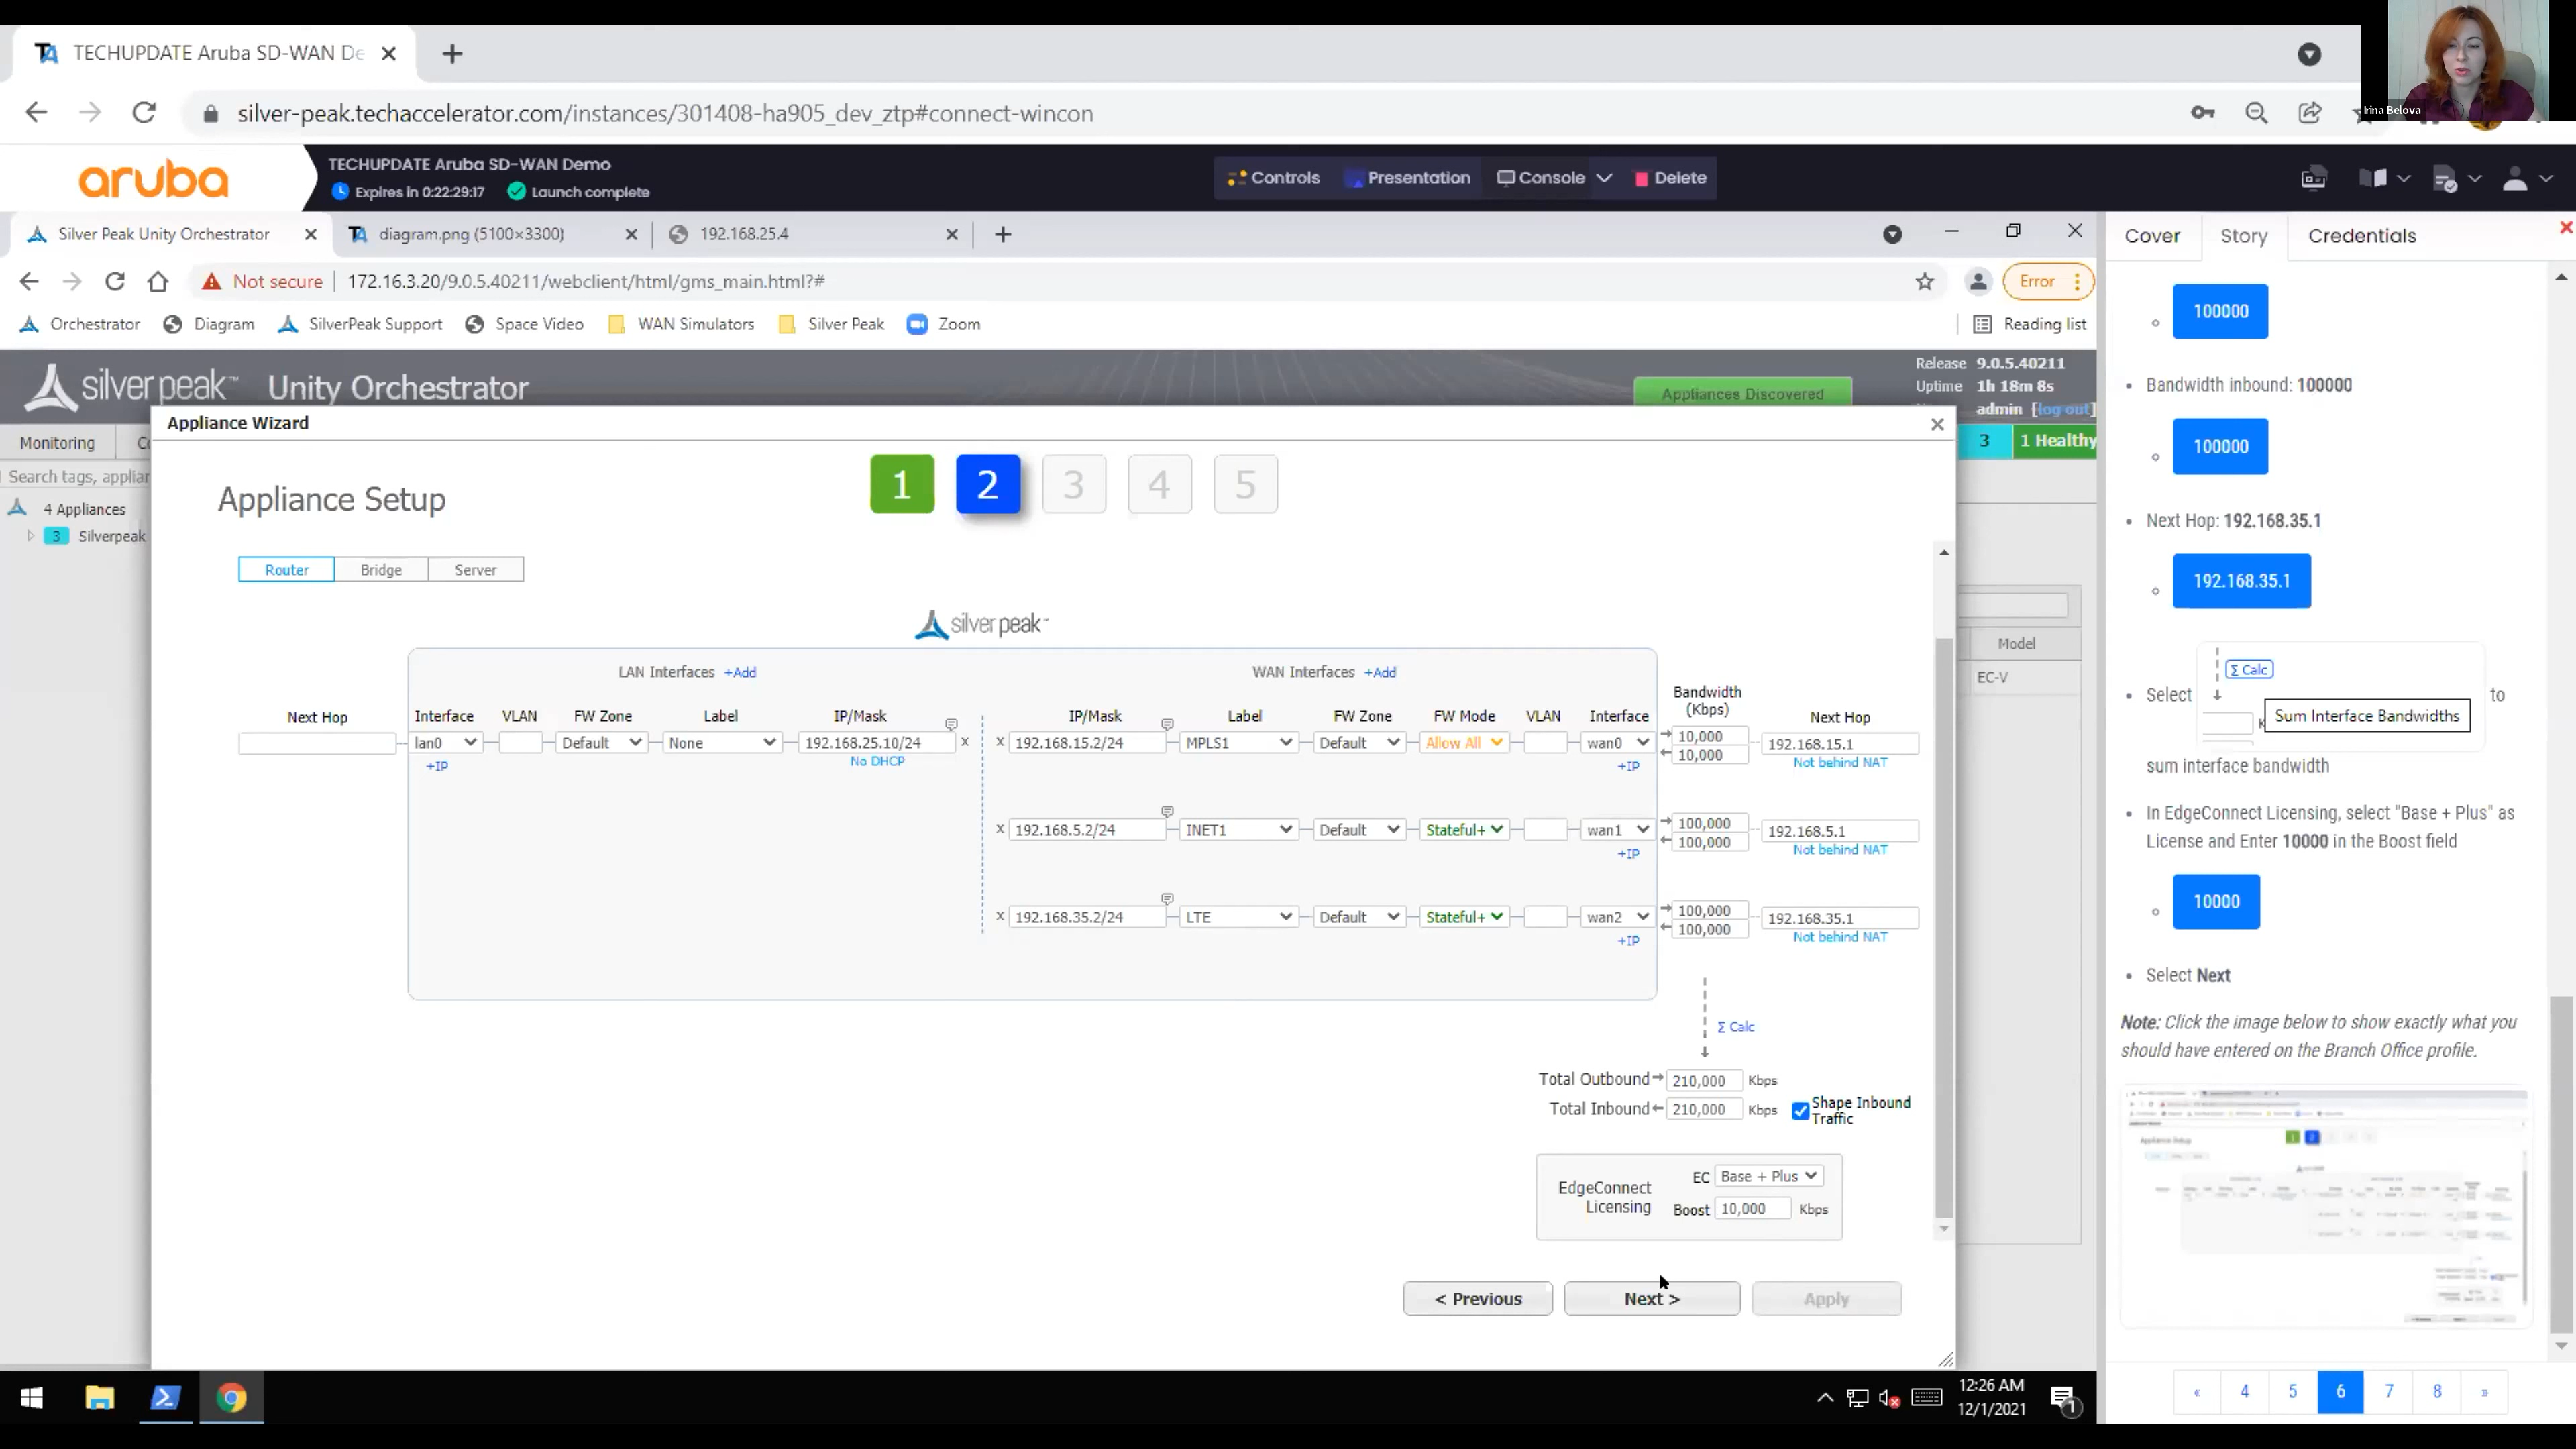 TECHUPDATE Aruba SD-WAN De
silver-peak.techaccelerator.com/instances/301408-ha905_dev_ztp#connect-wincon
Irina Belova
aruba
TECHUPDATE Aruba SD-WAN Demo
Expires in 0:22:29:17 Launch complete
Controls Presentation Console Delete
Silver Peak Unity Orchestrator diagram.png (5100×3300) 192.168.25.4
Not secure 172.16.3.20/9.0.5.40211/webclient/html/gms_main.html?# Error
Orchestrator Diagram SilverPeak Support Space Video WAN Simulators Silver Peak Zoom Reading list
silver peak™ Unity Orchestrator
Appliances Discovered
Release 9.0.5.40211
Uptime 1h 18m 8s
admin [log out]
3 1 Healthy
Monitoring
Search tags, applian
4 Appliances
3 Silverpeak
Model
EC-V
Appliance Wizard
1 2 3 4 5
Appliance Setup
Router Bridge Server
silver peak™
LAN Interfaces +Add WAN Interfaces +Add
Bandwidth
(Kbps)
Next Hop Interface VLAN FW Zone Label IP/Mask IP/Mask Label FW Zone FW Mode VLAN Interface Next Hop
lan0 Default None 192.168.25.10/24 x x 192.168.15.2/24 MPLS1 Default Allow All wan0 10,000 192.168.15.1
10,000
+IP No DHCP +IP Not behind NAT
x 192.168.5.2/24 INET1 Default Stateful+ wan1 100,000 192.168.5.1
100,000
+IP Not behind NAT
x 192.168.35.2/24 LTE Default Stateful+ wan2 100,000 192.168.35.1
100,000
+IP Not behind NAT
Σ Calc
Total Outbound 210,000 Kbps
Total Inbound 210,000 Kbps Shape Inbound
Traffic
EdgeConnect
Licensing
EC Base + Plus
Boost 10,000 Kbps
< Previous Next > Apply
Cover Story Credentials
100000
Bandwidth inbound: 100000
100000
Next Hop: 192.168.35.1
192.168.35.1
Select Σ Calc Sum Interface Bandwidths to
sum interface bandwidth
In EdgeConnect Licensing, select "Base + Plus" as
License and Enter 10000 in the Boost field
10000
Select Next
Note: Click the image below to show exactly what you
should have entered on the Branch Office profile.
« 4 5 6 7 8 »
12:26 AM
12/1/2021
1